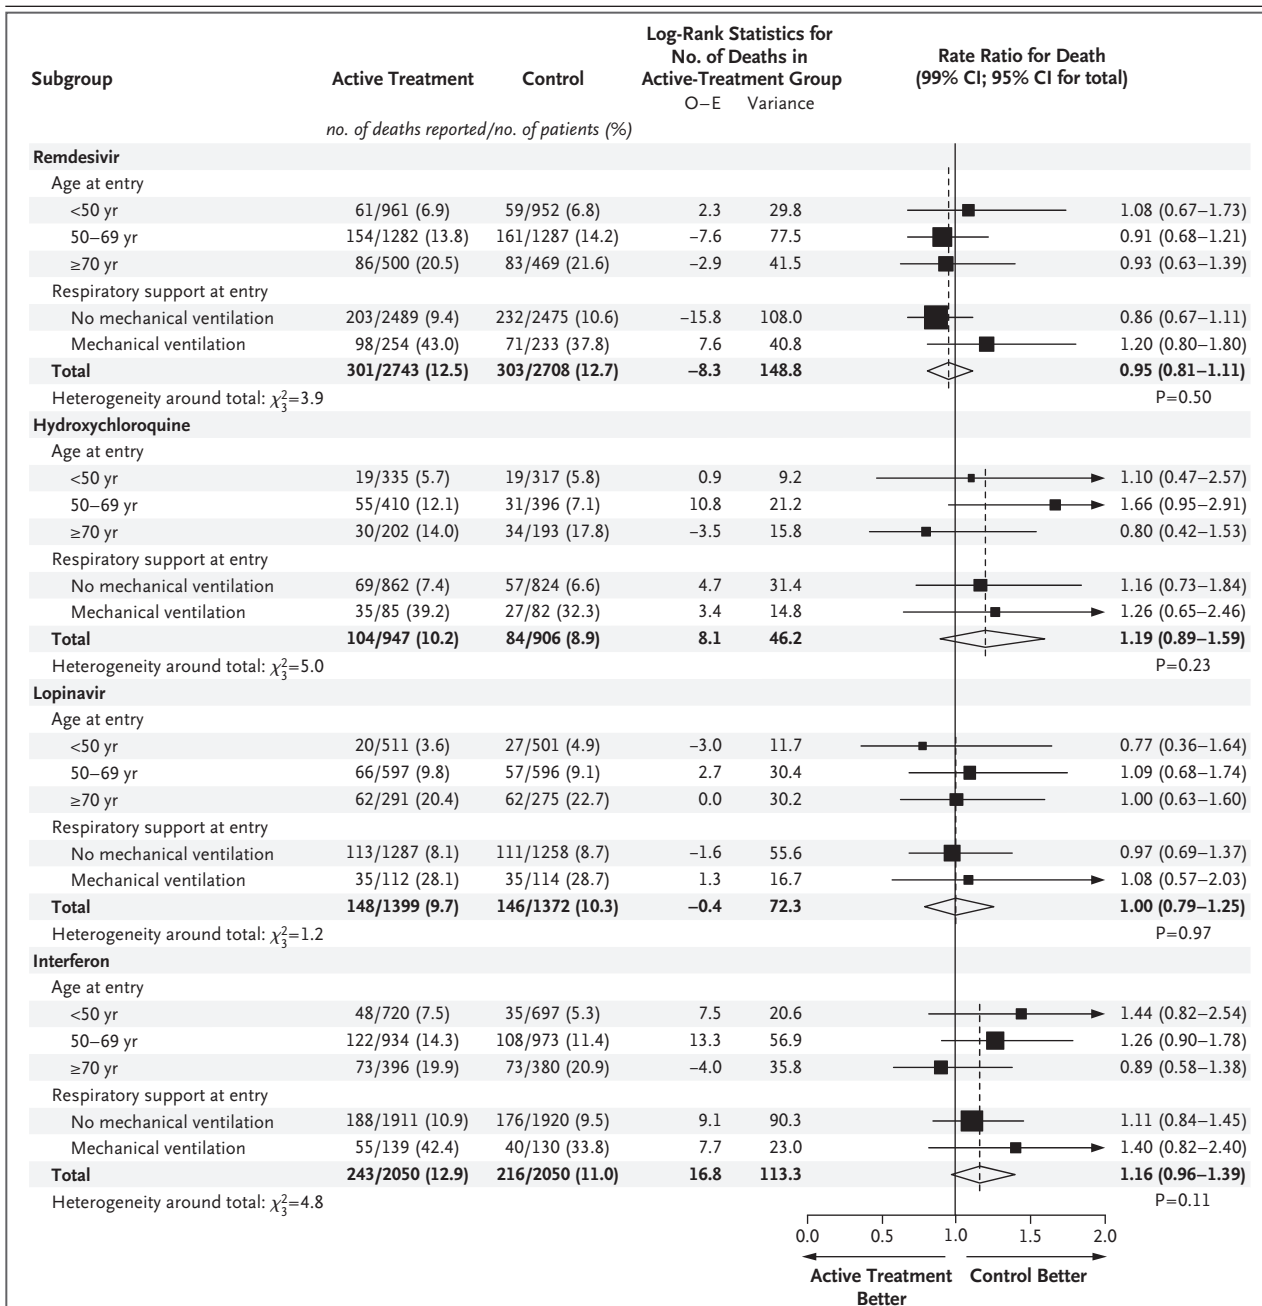 Subgroup Active Treatment Control Log-Rank Statistics for No. of Deaths in Active-Treatment Group Rate Ratio for Death (99% CI; 95% CI for total)
O–E Variance
no. of deaths reported/no. of patients (%)
Remdesivir
Age at entry
<50 yr 61/961 (6.9) 59/952 (6.8) 2.3 29.8 1.08 (0.67–1.73)
50–69 yr 154/1282 (13.8) 161/1287 (14.2) −7.6 77.5 0.91 (0.68–1.21)
≥70 yr 86/500 (20.5) 83/469 (21.6) −2.9 41.5 0.93 (0.63–1.39)
Respiratory support at entry
No mechanical ventilation 203/2489 (9.4) 232/2475 (10.6) −15.8 108.0 0.86 (0.67–1.11)
Mechanical ventilation 98/254 (43.0) 71/233 (37.8) 7.6 40.8 1.20 (0.80–1.80)
Total 301/2743 (12.5) 303/2708 (12.7) −8.3 148.8 0.95 (0.81–1.11)
Heterogeneity around total: χ²₃=3.9 P=0.50
Hydroxychloroquine
Age at entry
<50 yr 19/335 (5.7) 19/317 (5.8) 0.9 9.2 1.10 (0.47–2.57)
50–69 yr 55/410 (12.1) 31/396 (7.1) 10.8 21.2 1.66 (0.95–2.91)
≥70 yr 30/202 (14.0) 34/193 (17.8) −3.5 15.8 0.80 (0.42–1.53)
Respiratory support at entry
No mechanical ventilation 69/862 (7.4) 57/824 (6.6) 4.7 31.4 1.16 (0.73–1.84)
Mechanical ventilation 35/85 (39.2) 27/82 (32.3) 3.4 14.8 1.26 (0.65–2.46)
Total 104/947 (10.2) 84/906 (8.9) 8.1 46.2 1.19 (0.89–1.59)
Heterogeneity around total: χ²₃=5.0 P=0.23
Lopinavir
Age at entry
<50 yr 20/511 (3.6) 27/501 (4.9) −3.0 11.7 0.77 (0.36–1.64)
50–69 yr 66/597 (9.8) 57/596 (9.1) 2.7 30.4 1.09 (0.68–1.74)
≥70 yr 62/291 (20.4) 62/275 (22.7) 0.0 30.2 1.00 (0.63–1.60)
Respiratory support at entry
No mechanical ventilation 113/1287 (8.1) 111/1258 (8.7) −1.6 55.6 0.97 (0.69–1.37)
Mechanical ventilation 35/112 (28.1) 35/114 (28.7) 1.3 16.7 1.08 (0.57–2.03)
Total 148/1399 (9.7) 146/1372 (10.3) −0.4 72.3 1.00 (0.79–1.25)
Heterogeneity around total: χ²₃=1.2 P=0.97
Interferon
Age at entry
<50 yr 48/720 (7.5) 35/697 (5.3) 7.5 20.6 1.44 (0.82–2.54)
50–69 yr 122/934 (14.3) 108/973 (11.4) 13.3 56.9 1.26 (0.90–1.78)
≥70 yr 73/396 (19.9) 73/380 (20.9) −4.0 35.8 0.89 (0.58–1.38)
Respiratory support at entry
No mechanical ventilation 188/1911 (10.9) 176/1920 (9.5) 9.1 90.3 1.11 (0.84–1.45)
Mechanical ventilation 55/139 (42.4) 40/130 (33.8) 7.7 23.0 1.40 (0.82–2.40)
Total 243/2050 (12.9) 216/2050 (11.0) 16.8 113.3 1.16 (0.96–1.39)
Heterogeneity around total: χ²₃=4.8 P=0.11
0.0 0.5 1.0 1.5 2.0
Active Treatment Better Control Better